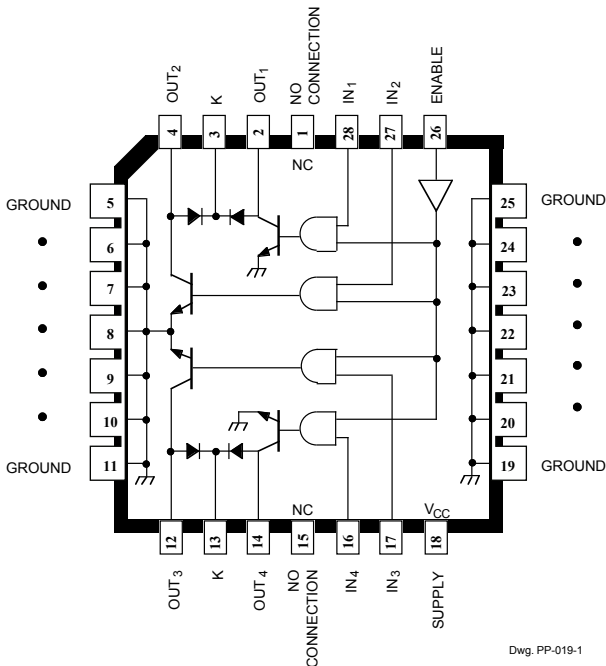 OUT2
K
OUT1
NO CONNECTION
IN1
IN2
ENABLE
4
3
2
1
28
27
26
NC
GROUND
5
6
7
8
9
10
GROUND
11
25
GROUND
24
23
22
21
20
19
GROUND
NC
VCC
12
13
14
15
16
17
18
OUT3
K
OUT4
NO CONNECTION
IN4
IN3
SUPPLY
Dwg. PP-019-1